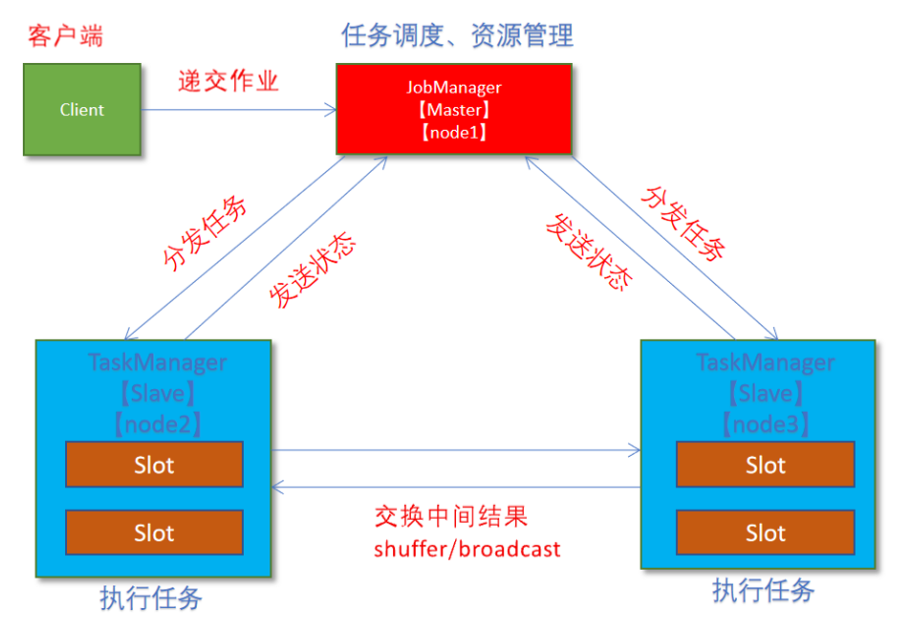 客户端
任务调度、资源管理
Client
递交作业
JobManager
【Master】
【node1】
分发任务
发送状态
发送状态
分发任务
TaskManager
【Slave】
【node2】
Slot
Slot
执行任务
交换中间结果
shuffer/broadcast
TaskManager
【Slave】
【node3】
Slot
Slot
执行任务